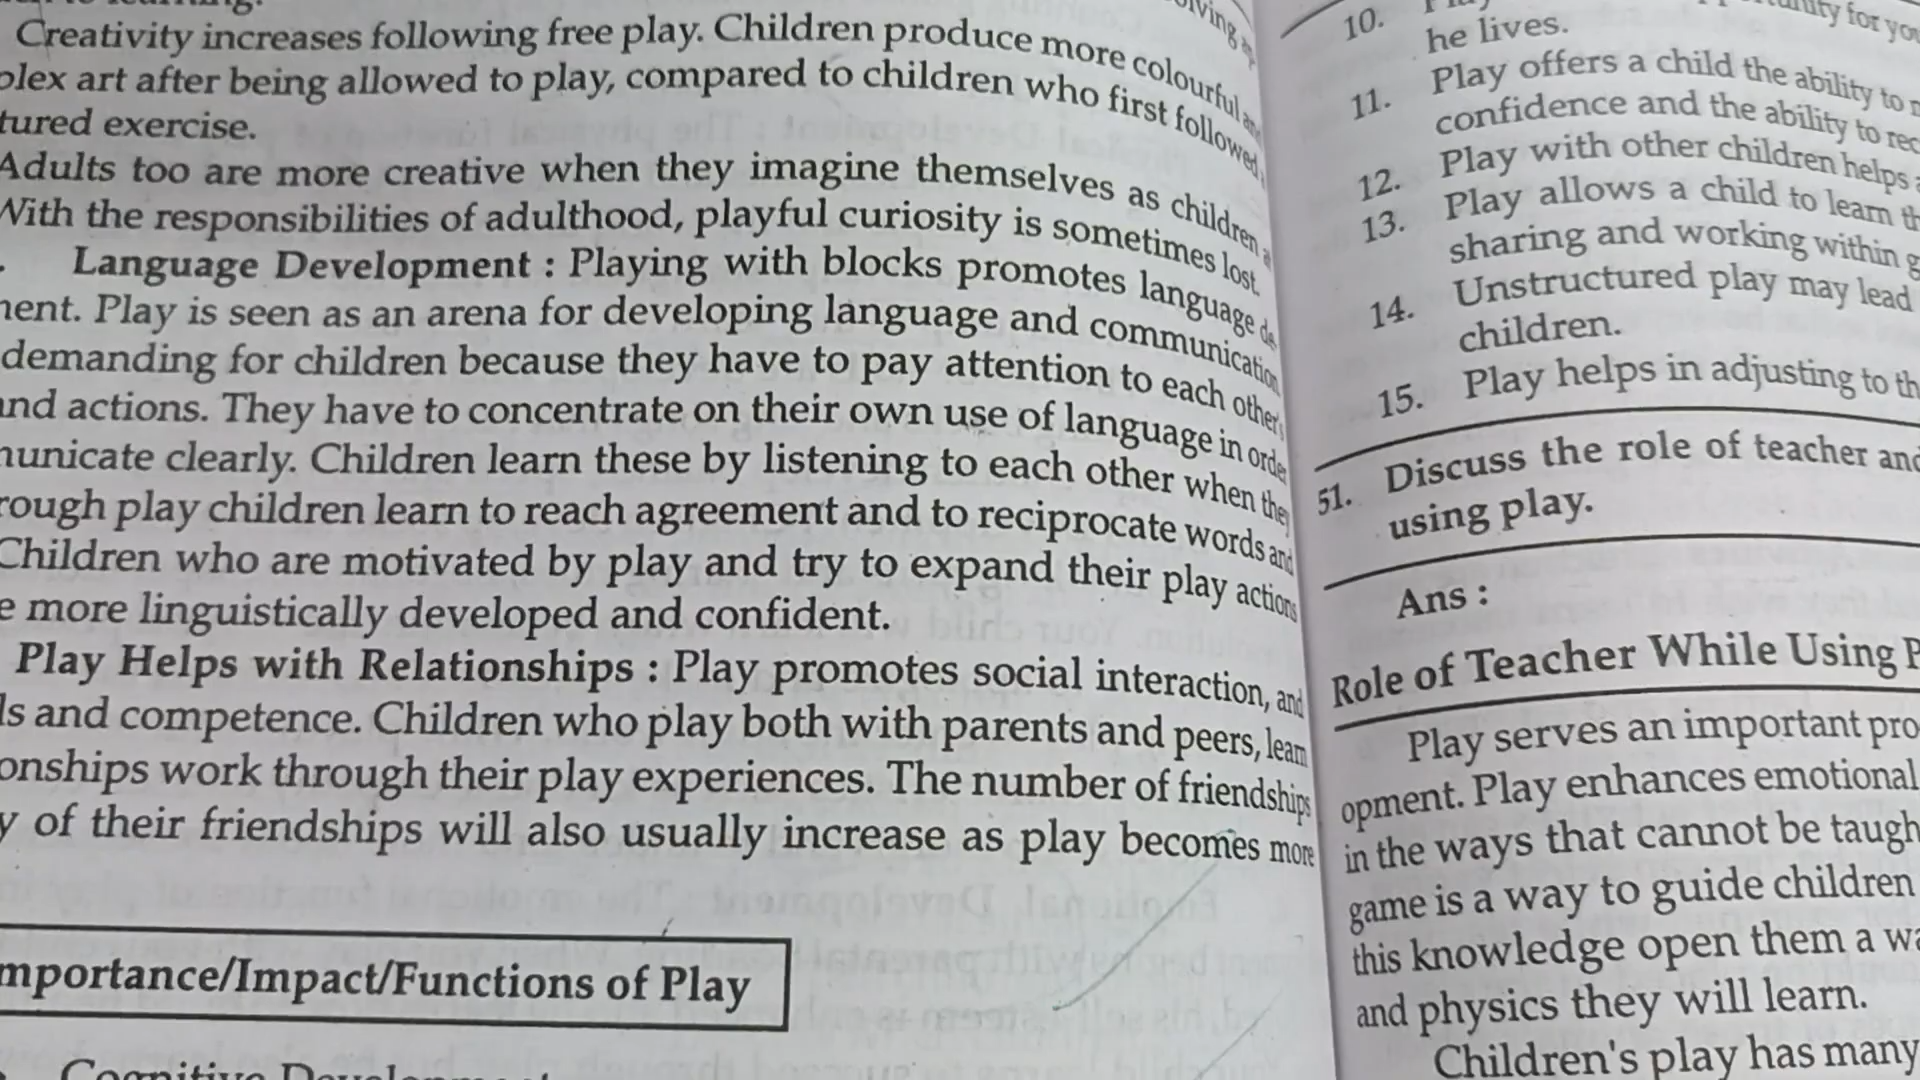 Creativity increases following free play. Children produce more colourful
plex art after being allowed to play, compared to children who first followed
tured exercise.
Adults too are more creative when they imagine themselves as children
With the responsibilities of adulthood, playful curiosity is sometimes lost.
Language Development : Playing with blocks promotes language de
ment. Play is seen as an arena for developing language and communication
demanding for children because they have to pay attention to each other
and actions. They have to concentrate on their own use of language in order
municate clearly. Children learn these by listening to each other when they
rough play children learn to reach agreement and to reciprocate words and
Children who are motivated by play and try to expand their play actions
e more linguistically developed and confident.
Play Helps with Relationships : Play promotes social interaction, and
ls and competence. Children who play both with parents and peers, learn
onships work through their play experiences. The number of friendships
y of their friendships will also usually increase as play becomes more
mportance/Impact/Functions of Play
Cognitive Development
10.
he lives.
11. Play offers a child the ability to
confidence and the ability to rec
12. Play with other children helps
13. Play allows a child to learn th
sharing and working within g
14. Unstructured play may lead
children.
15. Play helps in adjusting to th
51. Discuss the role of teacher and
using play.
Ans :
Role of Teacher While Using P
Play serves an important pro
opment. Play enhances emotional
in the ways that cannot be taugh
game is a way to guide children
this knowledge open them a wa
and physics they will learn.
Children's play has many